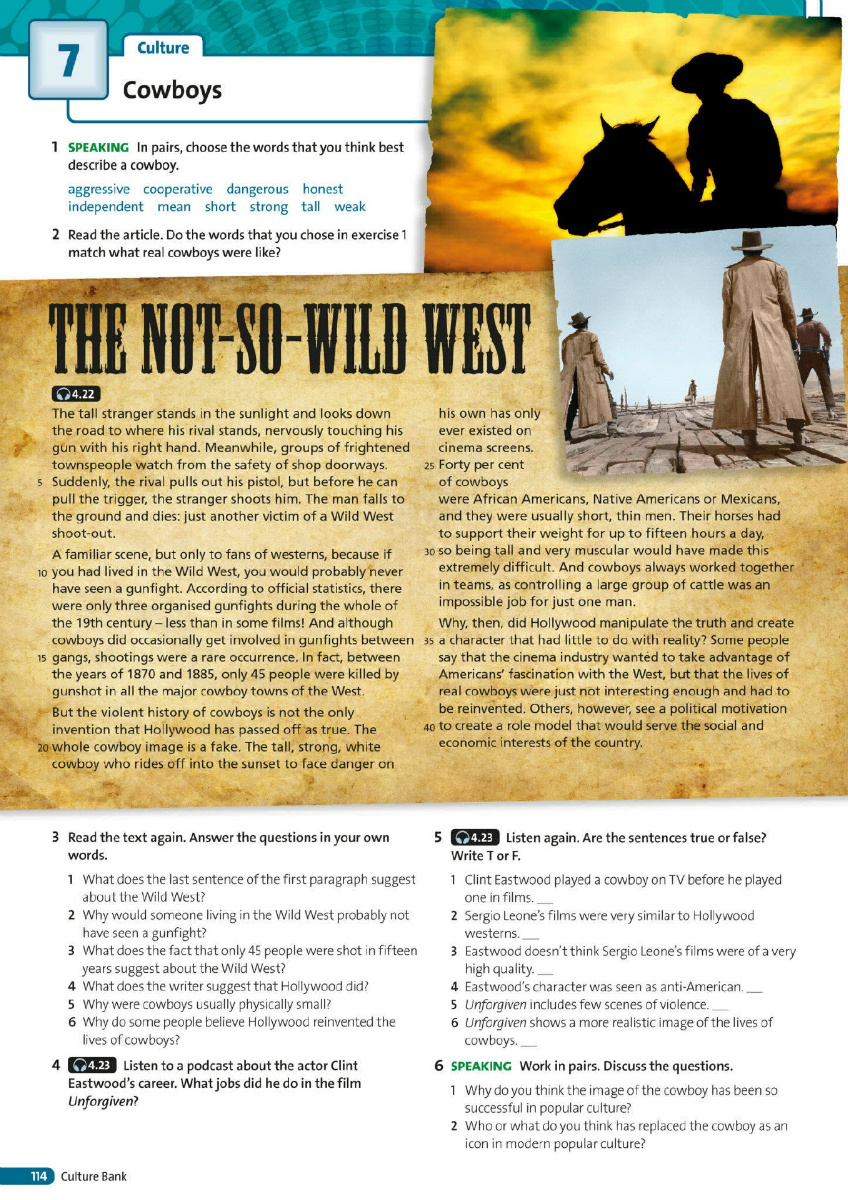 7
Culture
Cowboys
1 SPEAKING In pairs, choose the words that you think best
describe a cowboy.
aggressive cooperative dangerous honest
independent mean short strong tall weak
2 Read the article. Do the words that you chose in exercise 1
match what real cowboys were like?
THE NOT-SO-WILD WEST
4.22
The tall stranger stands in the sunlight and looks down
the road to where his rival stands, nervously touching his
gun with his right hand. Meanwhile, groups of frightened
townspeople watch from the safety of shop doorways.
5 Suddenly, the rival pulls out his pistol, but before he can
pull the trigger, the stranger shoots him. The man falls to
the ground and dies: just another victim of a Wild West
shoot-out.
A familiar scene, but only to fans of westerns, because if
10 you had lived in the Wild West, you would probably never
have seen a gunfight. According to official statistics, there
were only three organised gunfights during the whole of
the 19th century – less than in some films! And although
cowboys did occasionally get involved in gunfights between
15 gangs, shootings were a rare occurrence. In fact, between
the years of 1870 and 1885, only 45 people were killed by
gunshot in all the major cowboy towns of the West.
But the violent history of cowboys is not the only
invention that Hollywood has passed off as true. The
20 whole cowboy image is a fake. The tall, strong, white
cowboy who rides off into the sunset to face danger on
his own has only
ever existed on
cinema screens.
25 Forty per cent
of cowboys
were African Americans, Native Americans or Mexicans,
and they were usually short, thin men. Their horses had
to support their weight for up to fifteen hours a day,
30 so being tall and very muscular would have made this
extremely difficult. And cowboys always worked together
in teams, as controlling a large group of cattle was an
impossible job for just one man.
Why, then, did Hollywood manipulate the truth and create
35 a character that had little to do with reality? Some people
say that the cinema industry wanted to take advantage of
Americans' fascination with the West, but that the lives of
real cowboys were just not interesting enough and had to
be reinvented. Others, however, see a political motivation
40 to create a role model that would serve the social and
economic interests of the country.
3 Read the text again. Answer the questions in your own
words.
1 What does the last sentence of the first paragraph suggest
about the Wild West?
2 Why would someone living in the Wild West probably not
have seen a gunfight?
3 What does the fact that only 45 people were shot in fifteen
years suggest about the Wild West?
4 What does the writer suggest that Hollywood did?
5 Why were cowboys usually physically small?
6 Why do some people believe Hollywood reinvented the
lives of cowboys?
4 4.23 Listen to a podcast about the actor Clint
Eastwood's career. What jobs did he do in the film
Unforgiven?
5 4.23 Listen again. Are the sentences true or false?
Write T or F.
1 Clint Eastwood played a cowboy on TV before he played
one in films. __
2 Sergio Leone's films were very similar to Hollywood
westerns. __
3 Eastwood doesn't think Sergio Leone's films were of a very
high quality. __
4 Eastwood's character was seen as anti-American. __
5 Unforgiven includes few scenes of violence. __
6 Unforgiven shows a more realistic image of the lives of
cowboys. __
6 SPEAKING Work in pairs. Discuss the questions.
1 Why do you think the image of the cowboy has been so
successful in popular culture?
2 Who or what do you think has replaced the cowboy as an
icon in modern popular culture?
114 Culture Bank